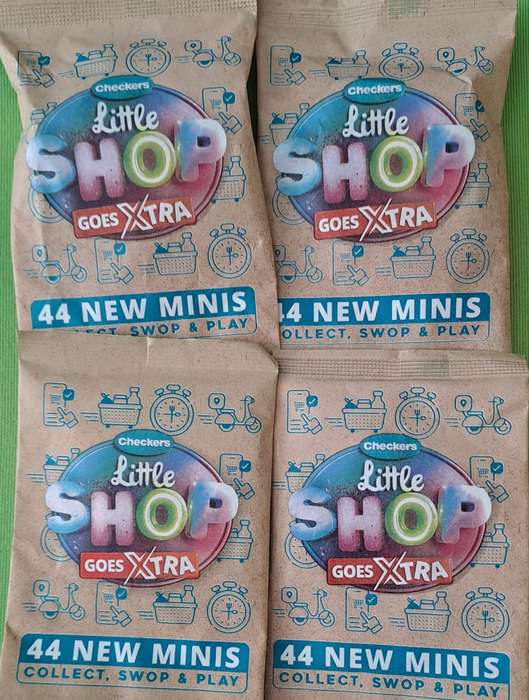 Checkers
Little
SHOP
GOES XTRA
44 NEW MINIS
COLLECT, SWOP & PLAY
Checkers
Little
SHOP
GOES XTRA
44 NEW MINIS
OLLECT, SWOP & PLAY
Checkers
Little
SHOP
GOES XTRA
44 NEW MINIS
COLLECT, SWOP & PLAY
Checkers
Little
SHOP
GOES XTRA
44 NEW MINIS
COLLECT, SWOP & PLAY